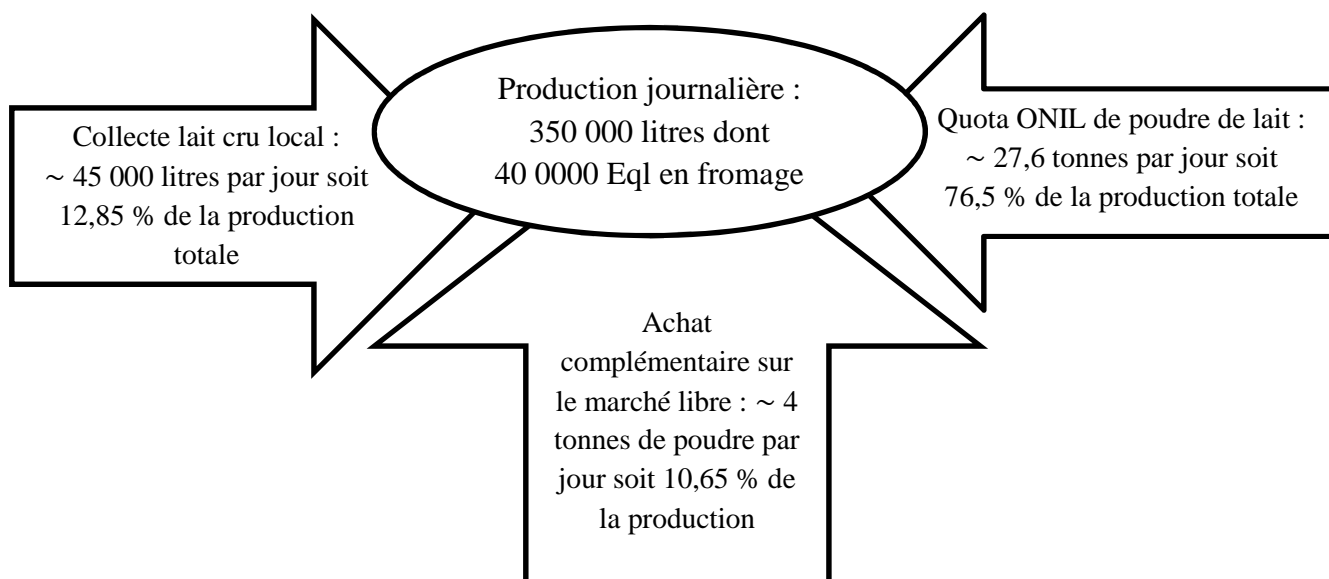 Production journalière :
350 000 litres dont
40 0000 Eql en fromage
Collecte lait cru local :
~ 45 000 litres par jour soit
12,85 % de la production
totale
Quota ONIL de poudre de lait :
~ 27,6 tonnes par jour soit
76,5 % de la production totale
Achat
complémentaire sur
le marché libre : ~ 4
tonnes de poudre par
jour soit 10,65 % de
la production